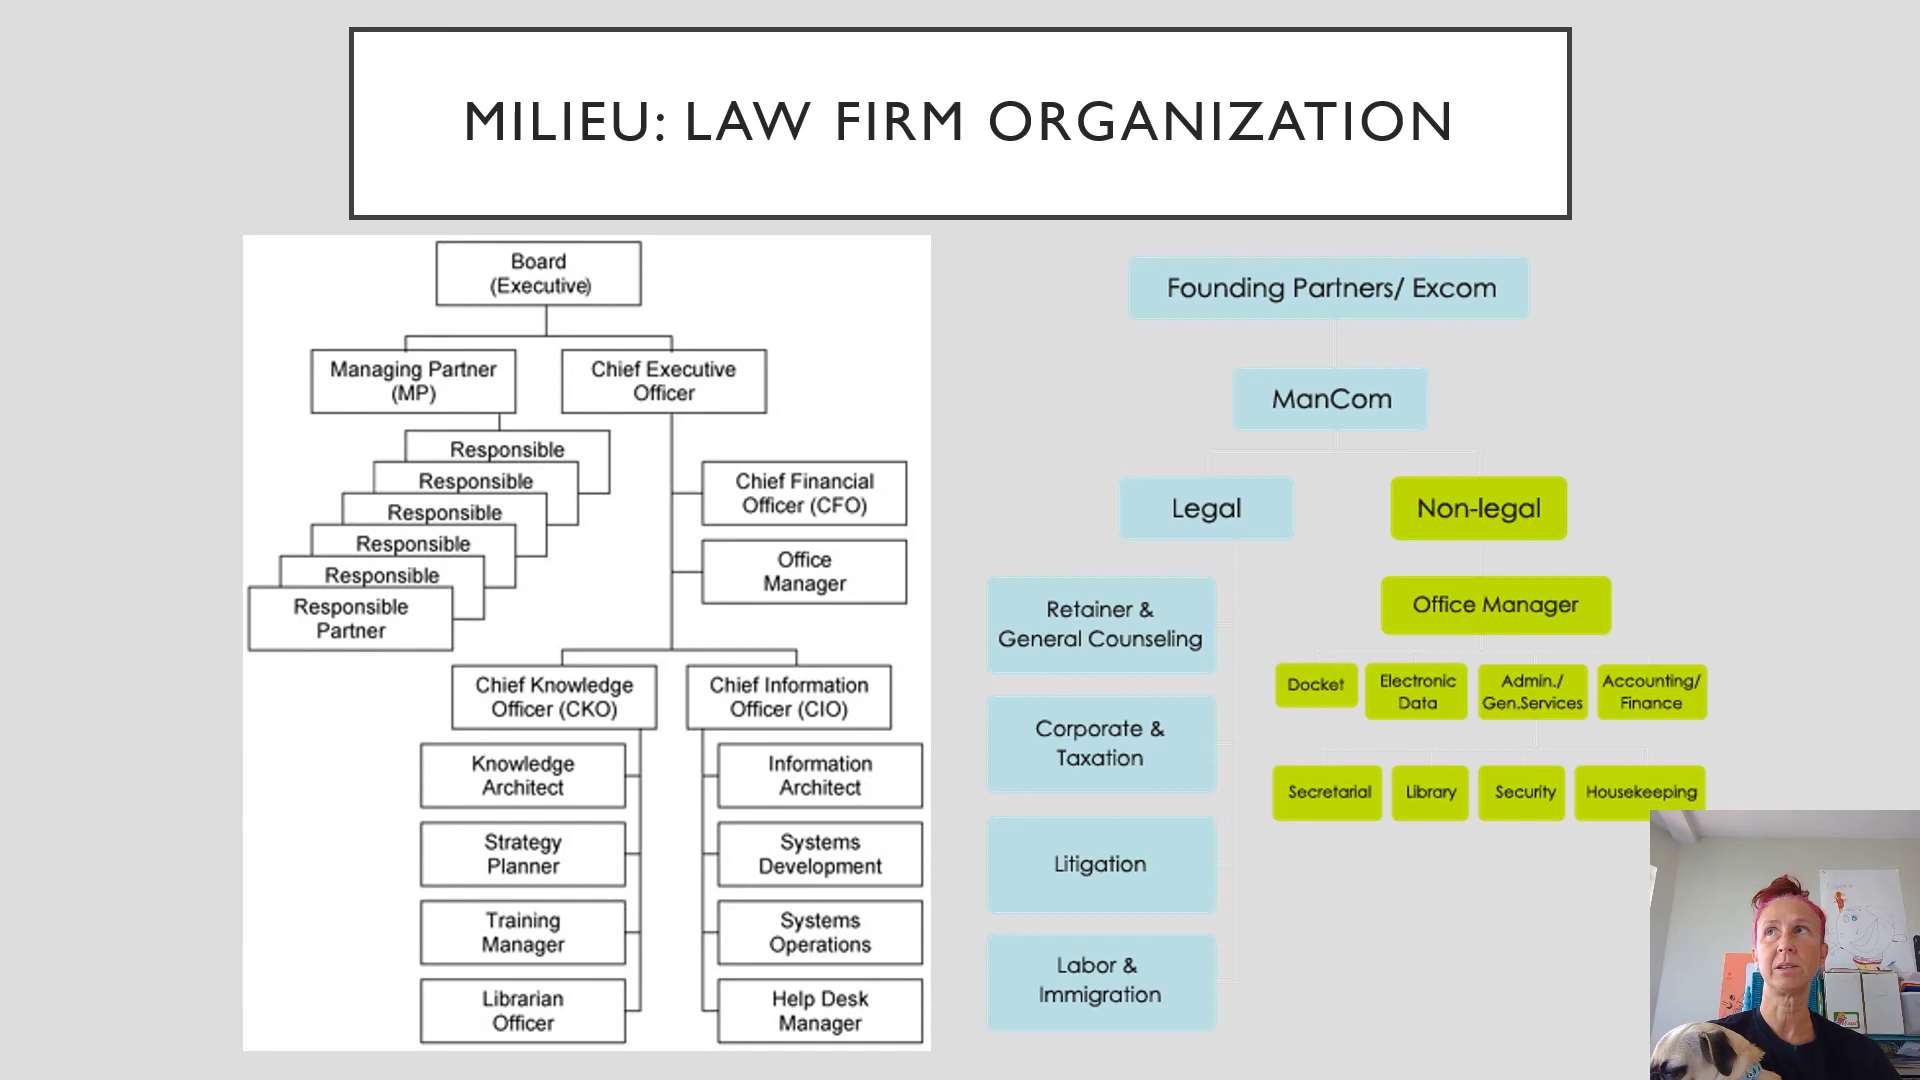 MILIEU: LAW FIRM ORGANIZATION
Board
(Executive)
Managing Partner
(MP)
Chief Executive
Officer
Responsible
Responsible
Responsible
Responsible
Responsible
Responsible
Partner
Chief Financial
Officer (CFO)
Office
Manager
Chief Knowledge
Officer (CKO)
Chief Information
Officer (CIO)
Knowledge
Architect
Information
Architect
Strategy
Planner
Systems
Development
Training
Manager
Systems
Operations
Librarian
Officer
Help Desk
Manager
Founding Partners/ Excom
ManCom
Legal
Non-legal
Retainer &
General Counseling
Corporate &
Taxation
Litigation
Labor &
Immigration
Office Manager
Docket
Electronic
Data
Admin./
Gen.Services
Accounting/
Finance
Secretarial
Library
Security
Housekeeping